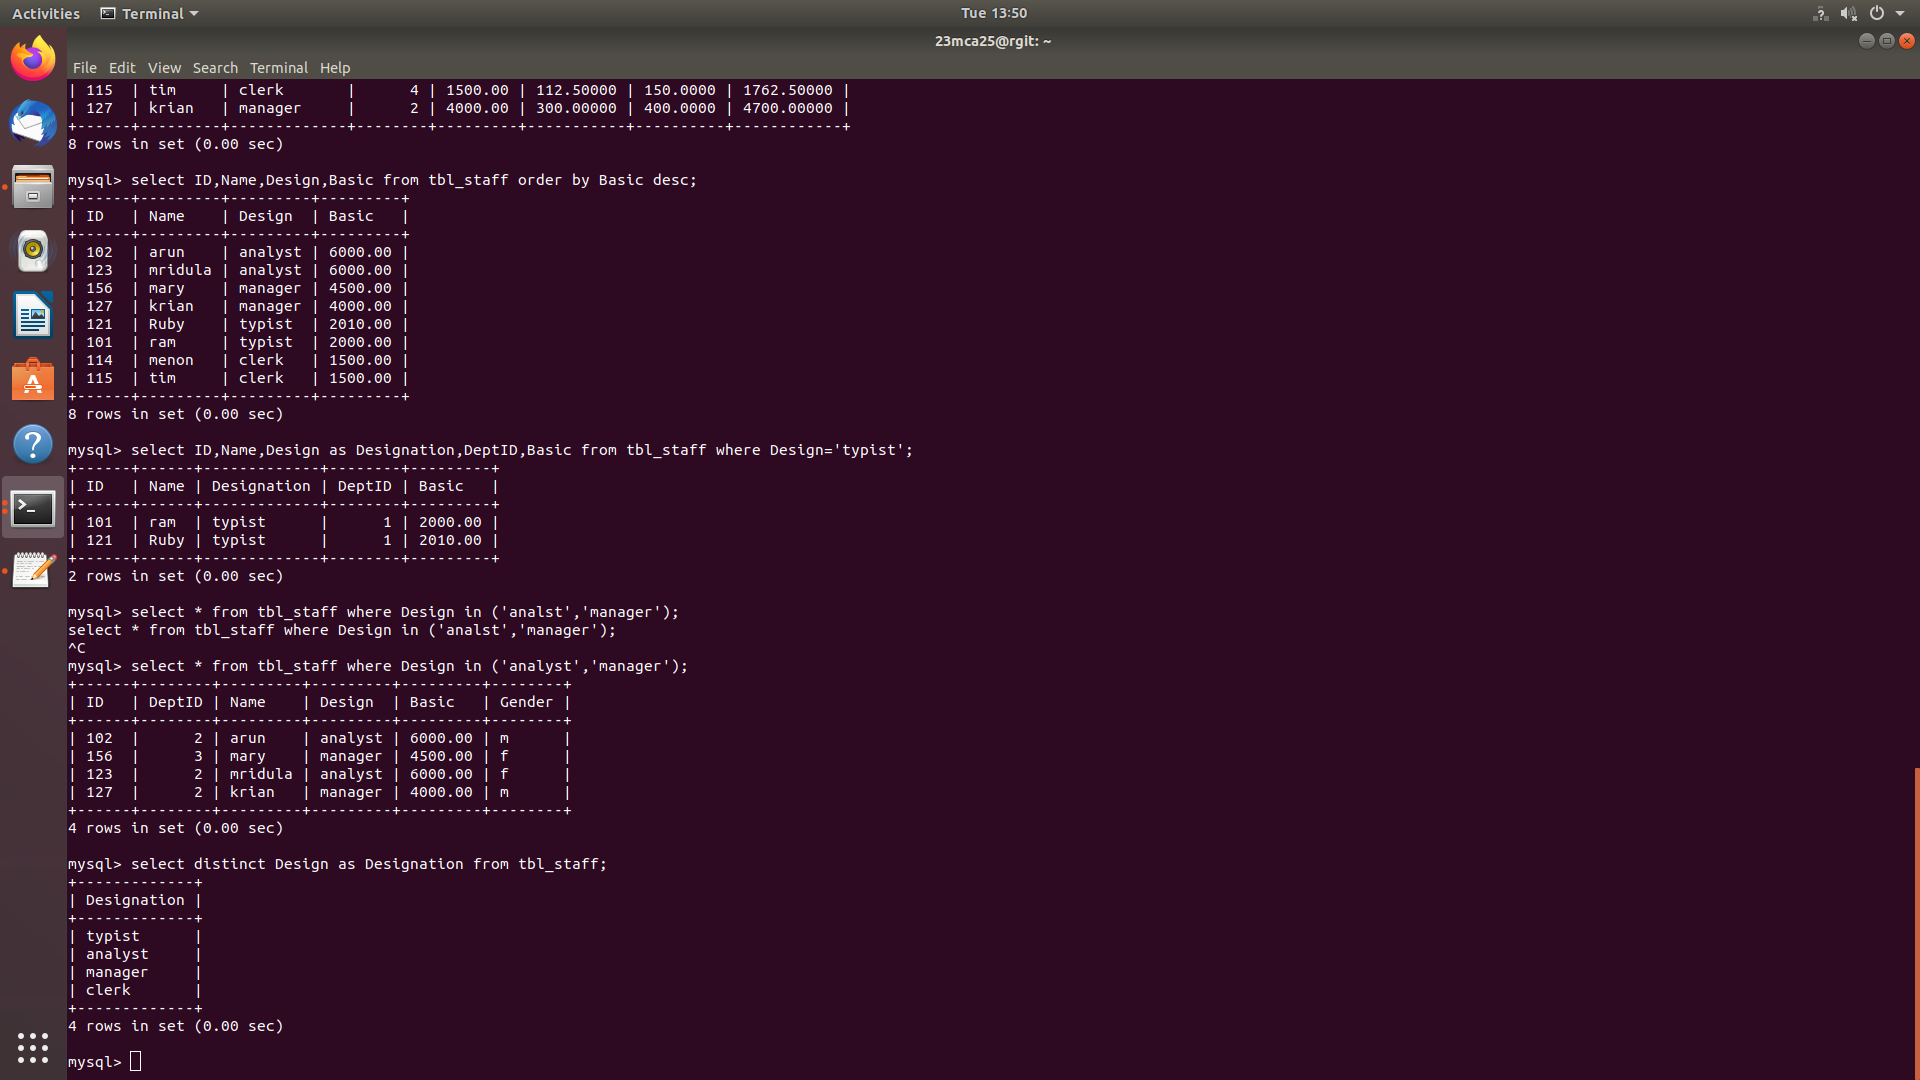 Activities Terminal Tue 13:50
23mca25@rgit: ~
File Edit View Search Terminal Help
| 115  | tim     | clerk       |      4 | 1500.00 | 112.50000 | 150.0000 | 1762.50000 |
| 127  | krian   | manager     |      2 | 4000.00 | 300.00000 | 400.0000 | 4700.00000 |
+------+---------+-------------+--------+---------+-----------+----------+------------+
8 rows in set (0.00 sec)

mysql> select ID,Name,Design,Basic from tbl_staff order by Basic desc;
+------+---------+---------+---------+
| ID   | Name    | Design  | Basic   |
+------+---------+---------+---------+
| 102  | arun    | analyst | 6000.00 |
| 123  | mridula | analyst | 6000.00 |
| 156  | mary    | manager | 4500.00 |
| 127  | krian   | manager | 4000.00 |
| 121  | Ruby    | typist  | 2010.00 |
| 101  | ram     | typist  | 2000.00 |
| 114  | menon   | clerk   | 1500.00 |
| 115  | tim     | clerk   | 1500.00 |
+------+---------+---------+---------+
8 rows in set (0.00 sec)

mysql> select ID,Name,Design as Designation,DeptID,Basic from tbl_staff where Design='typist';
+------+------+-------------+--------+---------+
| ID   | Name | Designation | DeptID | Basic   |
+------+------+-------------+--------+---------+
| 101  | ram  | typist      |      1 | 2000.00 |
| 121  | Ruby | typist      |      1 | 2010.00 |
+------+------+-------------+--------+---------+
2 rows in set (0.00 sec)

mysql> select * from tbl_staff where Design in ('analst','manager');
select * from tbl_staff where Design in ('analst','manager');
^C
mysql> select * from tbl_staff where Design in ('analyst','manager');
+------+--------+---------+---------+---------+--------+
| ID   | DeptID | Name    | Design  | Basic   | Gender |
+------+--------+---------+---------+---------+--------+
| 102  |      2 | arun    | analyst | 6000.00 | m      |
| 156  |      3 | mary    | manager | 4500.00 | f      |
| 123  |      2 | mridula | analyst | 6000.00 | f      |
| 127  |      2 | krian   | manager | 4000.00 | m      |
+------+--------+---------+---------+---------+--------+
4 rows in set (0.00 sec)

mysql> select distinct Design as Designation from tbl_staff;
+-------------+
| Designation |
+-------------+
| typist      |
| analyst     |
| manager     |
| clerk       |
+-------------+
4 rows in set (0.00 sec)

mysql>